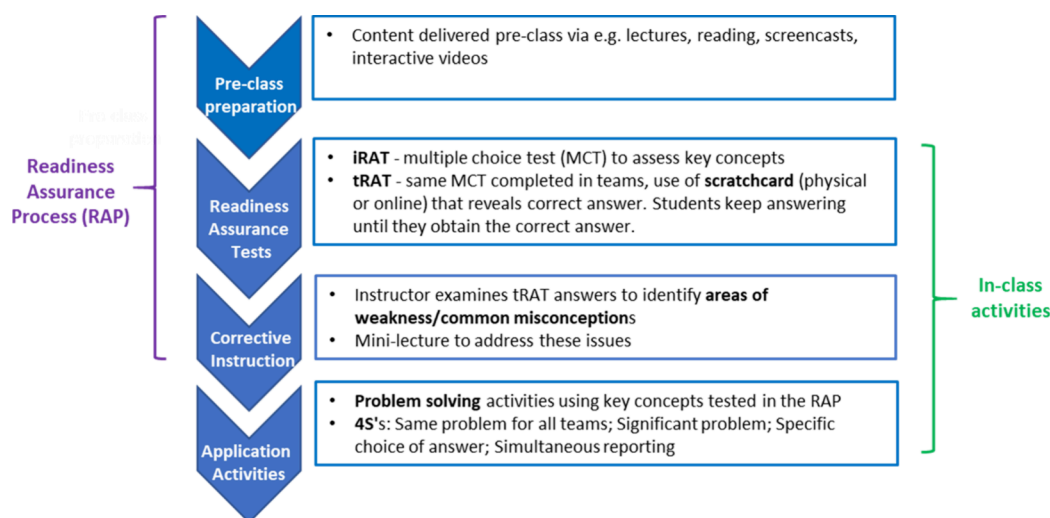 Pre-class
preparation
• Content delivered pre-class via e.g. lectures, reading, screencasts,
interactive videos
Readiness
Assurance
Process (RAP)
Readiness
Assurance
Tests
• iRAT - multiple choice test (MCT) to assess key concepts
• tRAT - same MCT completed in teams, use of scratchcard (physical
or online) that reveals correct answer. Students keep answering
until they obtain the correct answer.
Corrective
Instruction
• Instructor examines tRAT answers to identify areas of
weakness/common misconceptions
• Mini-lecture to address these issues
In-class
activities
Application
Activities
• Problem solving activities using key concepts tested in the RAP
• 4S's: Same problem for all teams; Significant problem; Specific
choice of answer; Simultaneous reporting